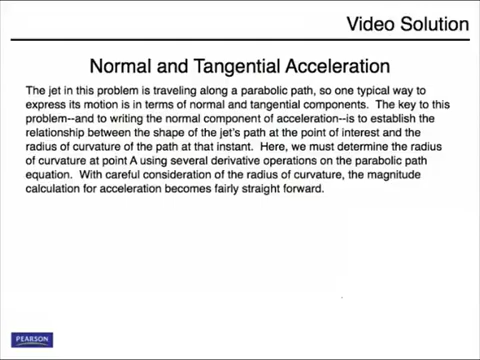 Video Solution
Normal and Tangential Acceleration
The jet in this problem is traveling along a parabolic path, so one typical way to
express its motion is in terms of normal and tangential components.  The key to this
problem--and to writing the normal component of acceleration--is to establish the
relationship between the shape of the jet's path at the point of interest and the
radius of curvature of the path at that instant.  Here, we must determine the radius
of curvature at point A using several derivative operations on the parabolic path
equation.  With careful consideration of the radius of curvature, the magnitude
calculation for acceleration becomes fairly straight forward.
PEARSON